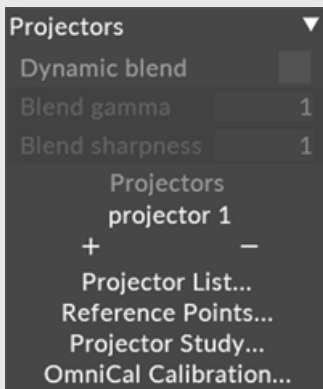 Projectors ▼
Dynamic blend
Blend gamma 1
Blend sharpness 1
Projectors
projector 1
+ −
Projector List...
Reference Points...
Projector Study...
OmniCal Calibration...